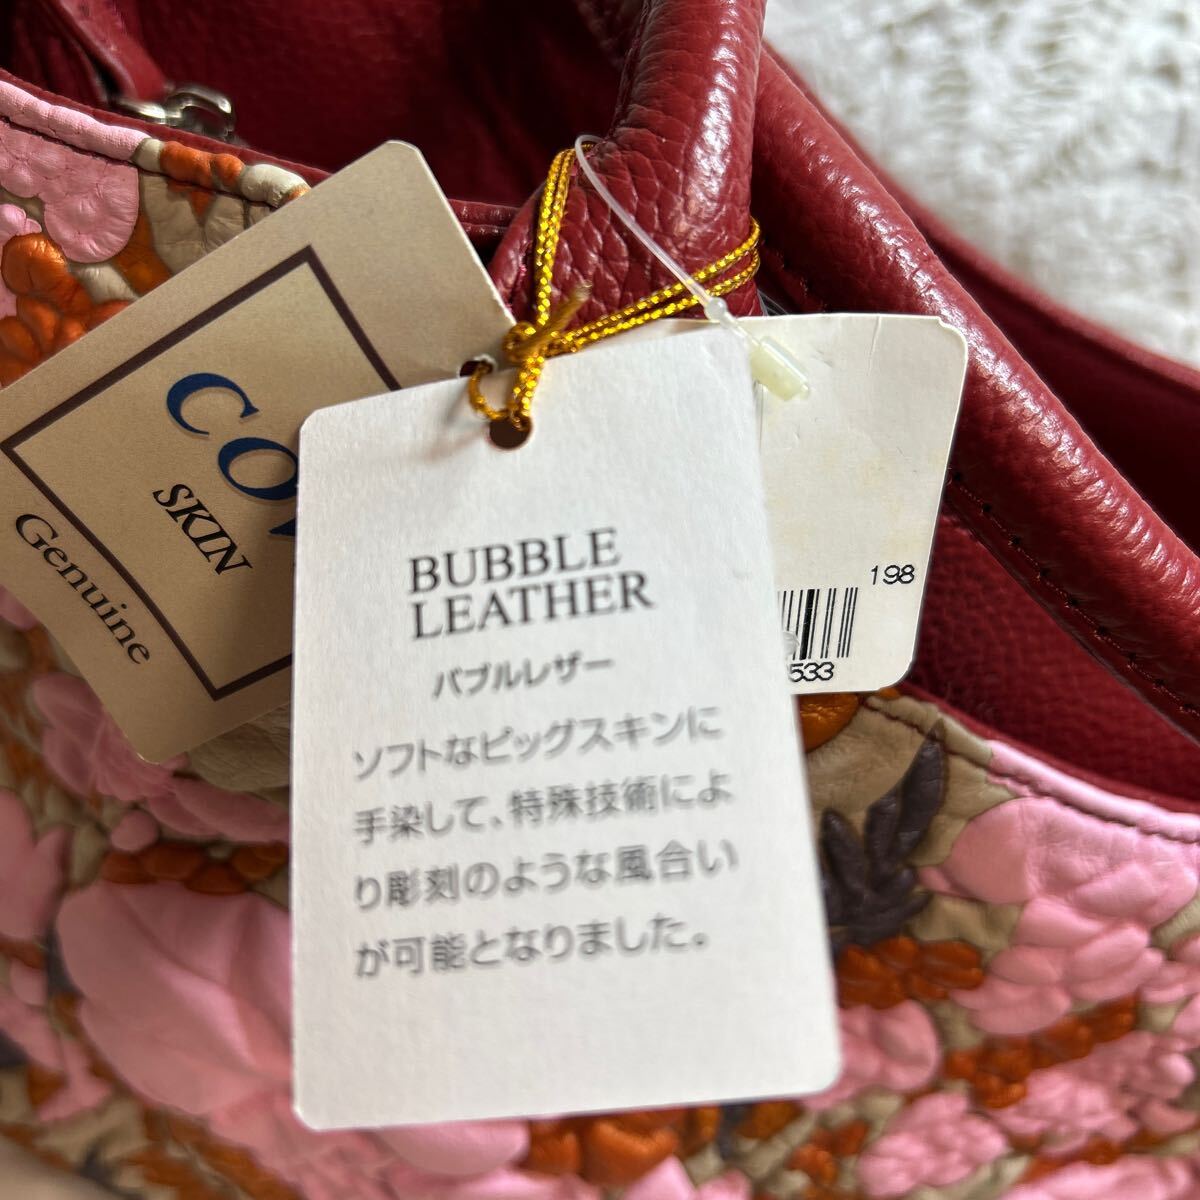 CO
SKIN
Genuine
BUBBLE
LEATHER
バブルレザー
ソフトなピッグスキンに
手染して、特殊技術によ
り彫刻のような風合い
が可能となりました。
198
533